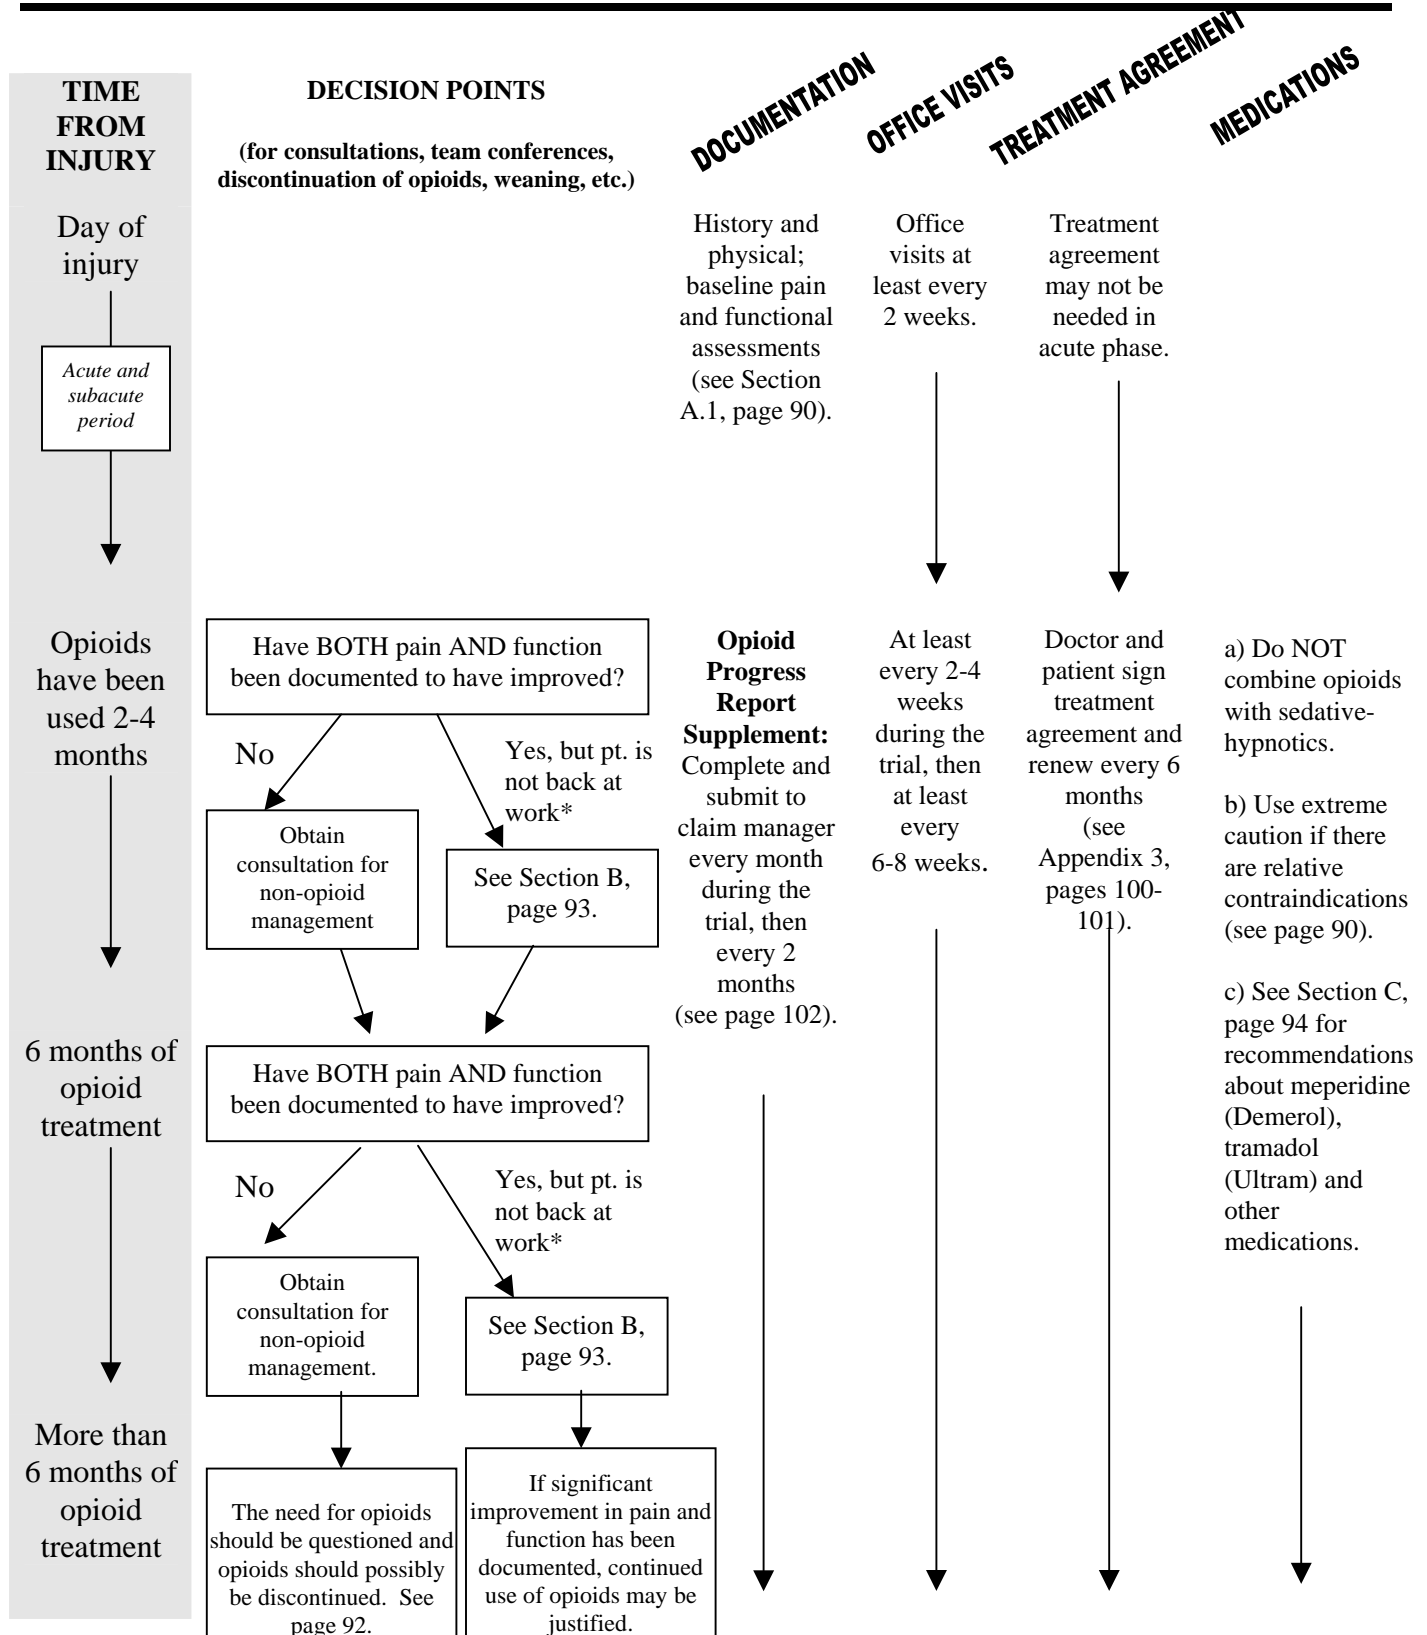 TIME
FROM
INJURY
DECISION POINTS
(for consultations, team conferences,
discontinuation of opioids, weaning, etc.)
DOCUMENTATION
OFFICE VISITS
TREATMENT AGREEMENT
MEDICATIONS
Day of
injury
Acute and
subacute
period
History and
physical;
baseline pain
and functional
assessments
(see Section
A.1, page 90).
Office
visits at
least every
2 weeks.
Treatment
agreement
may not be
needed in
acute phase.
Opioids
have been
used 2-4
months
Have BOTH pain AND function
been documented to have improved?
No
Yes, but pt. is
not back at
work*
Obtain
consultation for
non-opioid
management
See Section B,
page 93.
Opioid
Progress
Report
Supplement:
Complete and
submit to
claim manager
every month
during the
trial, then
every 2
months
(see page 102).
At least
every 2-4
weeks
during the
trial, then
at least
every
6-8 weeks.
Doctor and
patient sign
treatment
agreement and
renew every 6
months
(see
Appendix 3,
pages 100-
101).
a) Do NOT
combine opioids
with sedative-
hypnotics.
b) Use extreme
caution if there
are relative
contraindications
(see page 90).
c) See Section C,
page 94 for
recommendations
about meperidine
(Demerol),
tramadol
(Ultram) and
other
medications.
6 months of
opioid
treatment
Have BOTH pain AND function
been documented to have improved?
No
Yes, but pt. is
not back at
work*
Obtain
consultation for
non-opioid
management.
See Section B,
page 93.
More than
6 months of
opioid
treatment
The need for opioids
should be questioned and
opioids should possibly
be discontinued.  See
page 92.
If significant
improvement in pain and
function has been
documented, continued
use of opioids may be
justified.